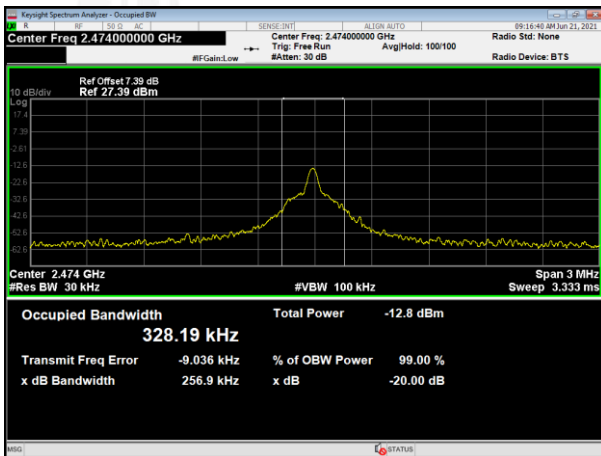 Keysight Spectrum Analyzer - Occupied BW
R RF 50 Ω AC SENSE:INT ALIGN AUTO 09:16:40 AM Jun 21, 2021
Center Freq 2.474000000 GHz Center Freq: 2.474000000 GHz Radio Std: None
Trig: Free Run Avg|Hold: 100/100
#IFGain:Low #Atten: 30 dB Radio Device: BTS
Ref Offset 7.39 dB
10 dB/div Ref 27.39 dBm
Log
17.4
7.39
-2.61
-12.6
-22.6
-32.6
-42.6
-52.6
-62.6
Center 2.474 GHz Span 3 MHz
#Res BW 30 kHz #VBW 100 kHz Sweep 3.333 ms
Occupied Bandwidth Total Power -12.8 dBm
328.19 kHz
Transmit Freq Error -9.036 kHz % of OBW Power 99.00 %
x dB Bandwidth 256.9 kHz x dB -20.00 dB
MSG STATUS